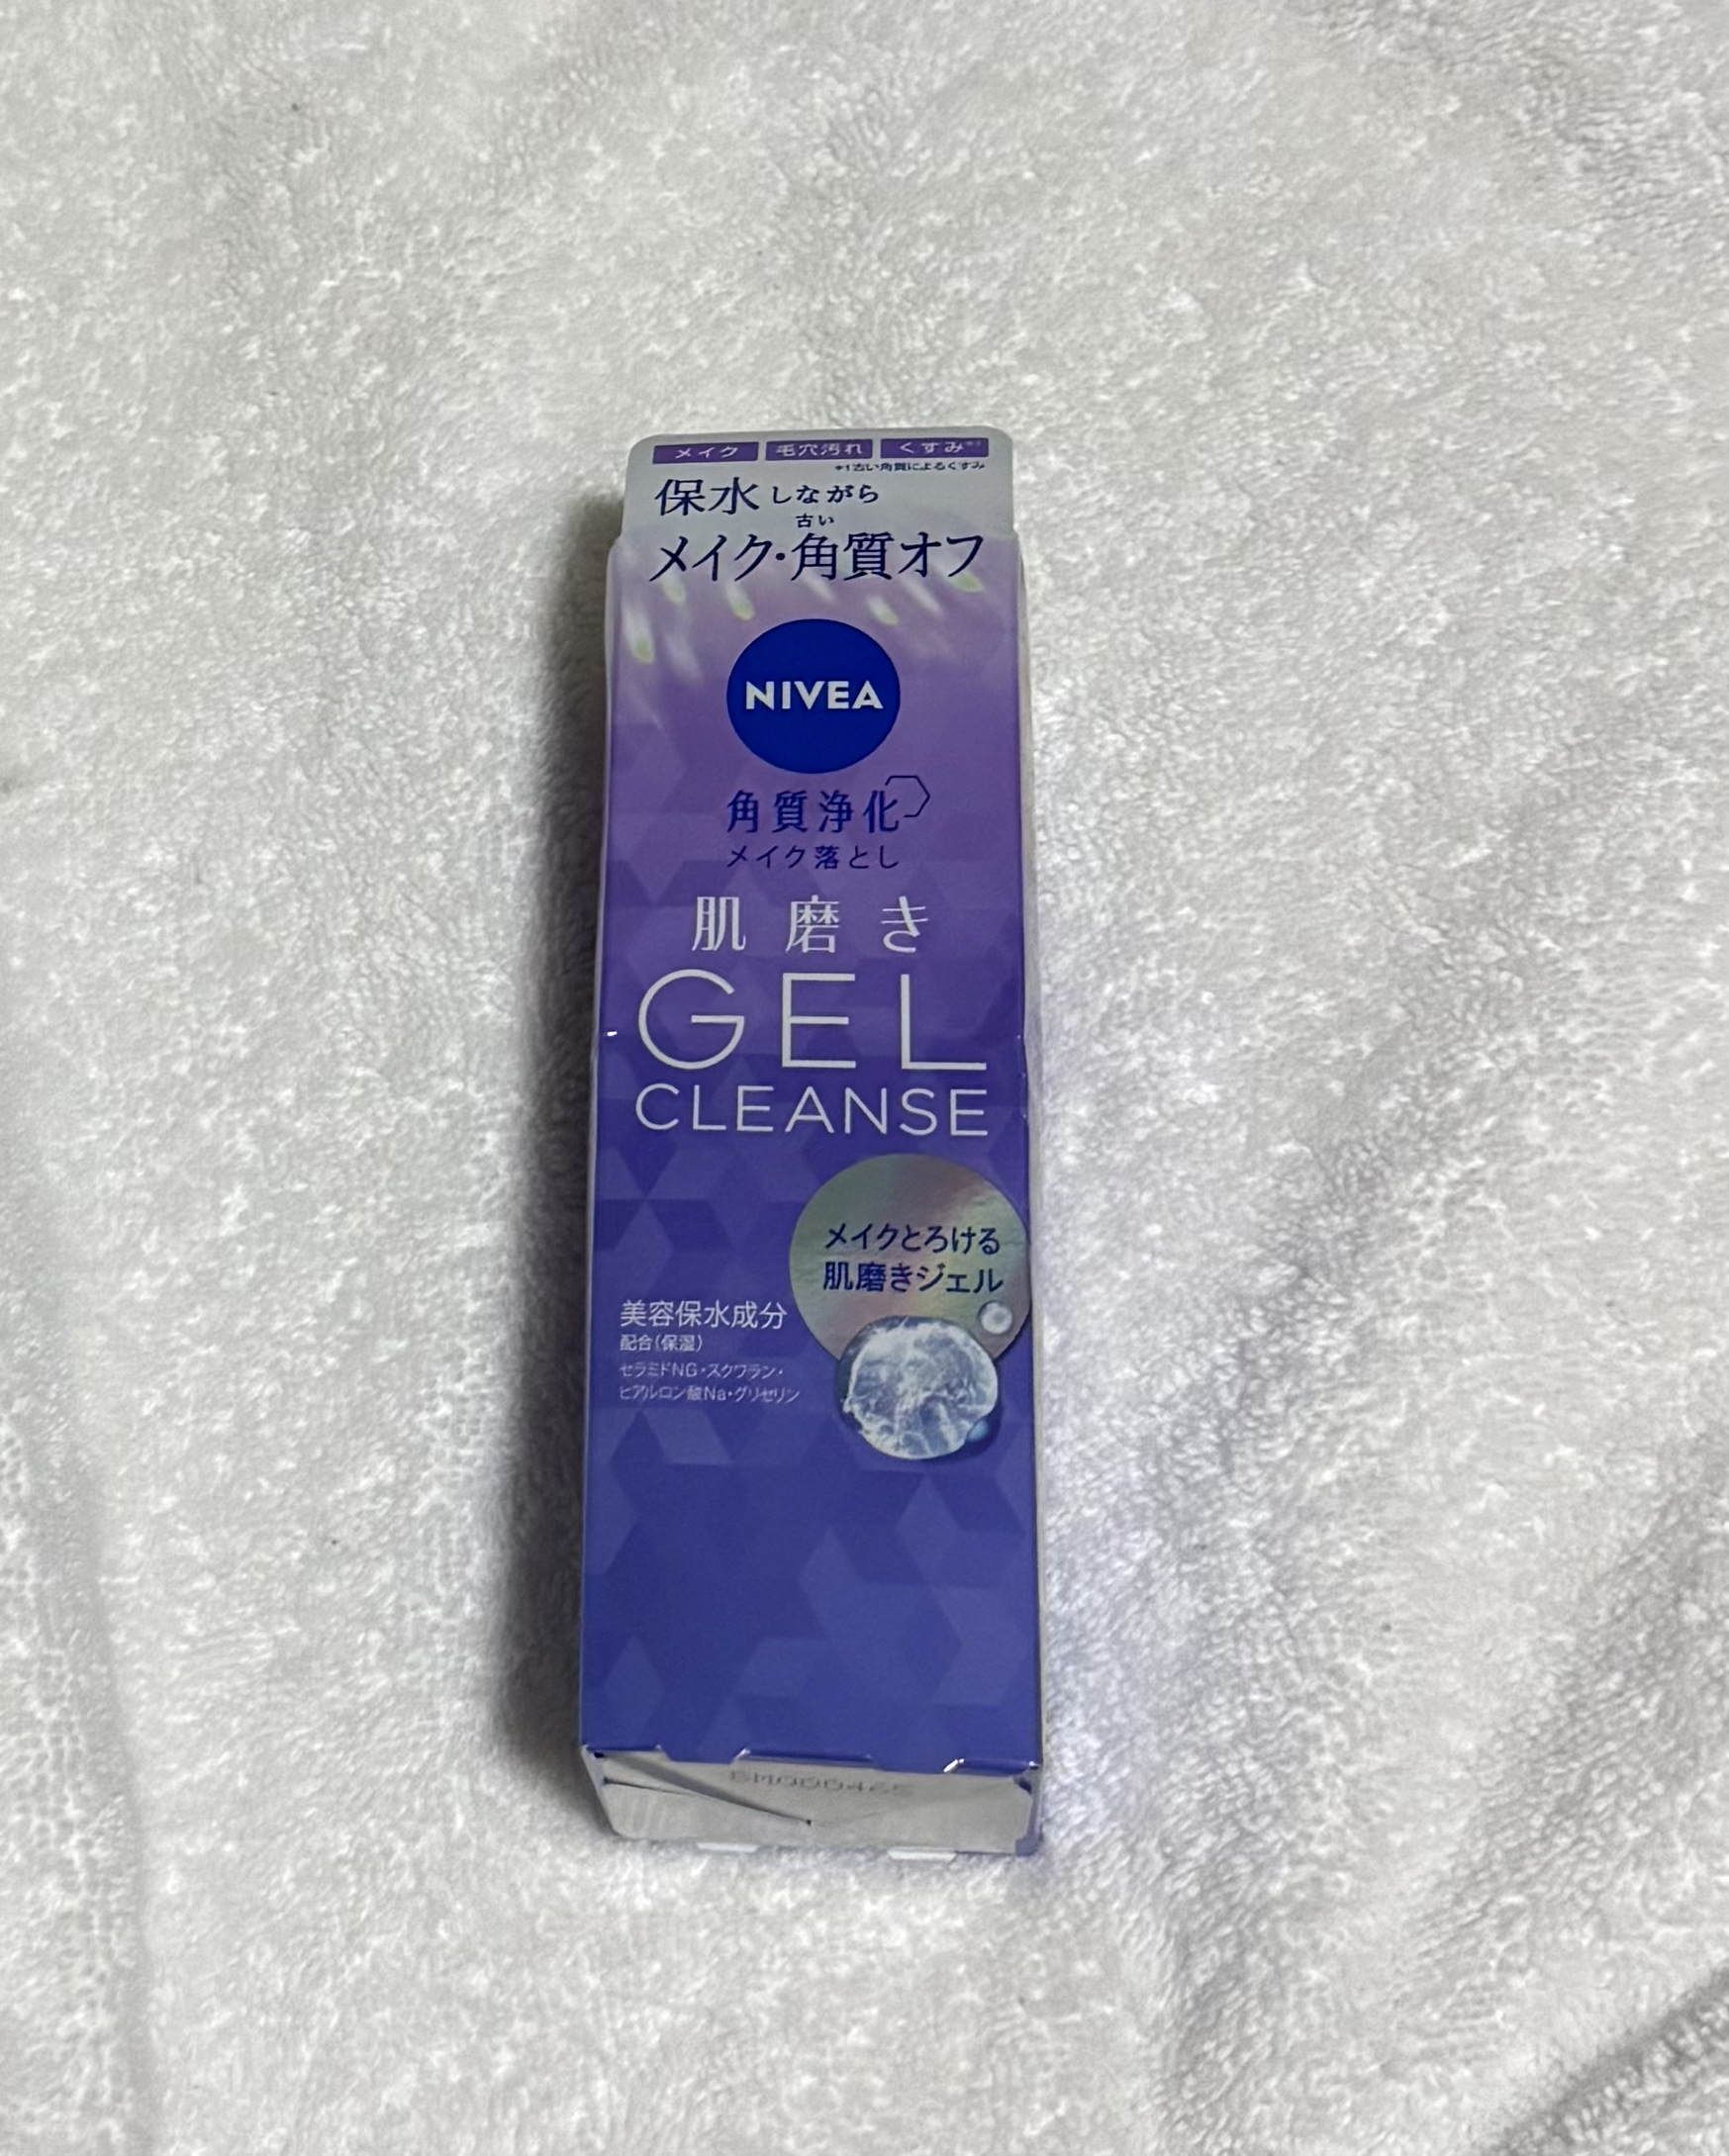 メイク 毛穴汚れ くすみ*1
*1古い角質によるくすみ
保水しながら
古い
メイク・角質オフ
NIVEA
角質浄化
メイク落とし
肌磨き
GEL
CLEANSE
メイクとろける
肌磨きジェル
美容保水成分
配合(保湿)
セラミドNG・スクワラン・
ヒアルロン酸Na・グリセリン